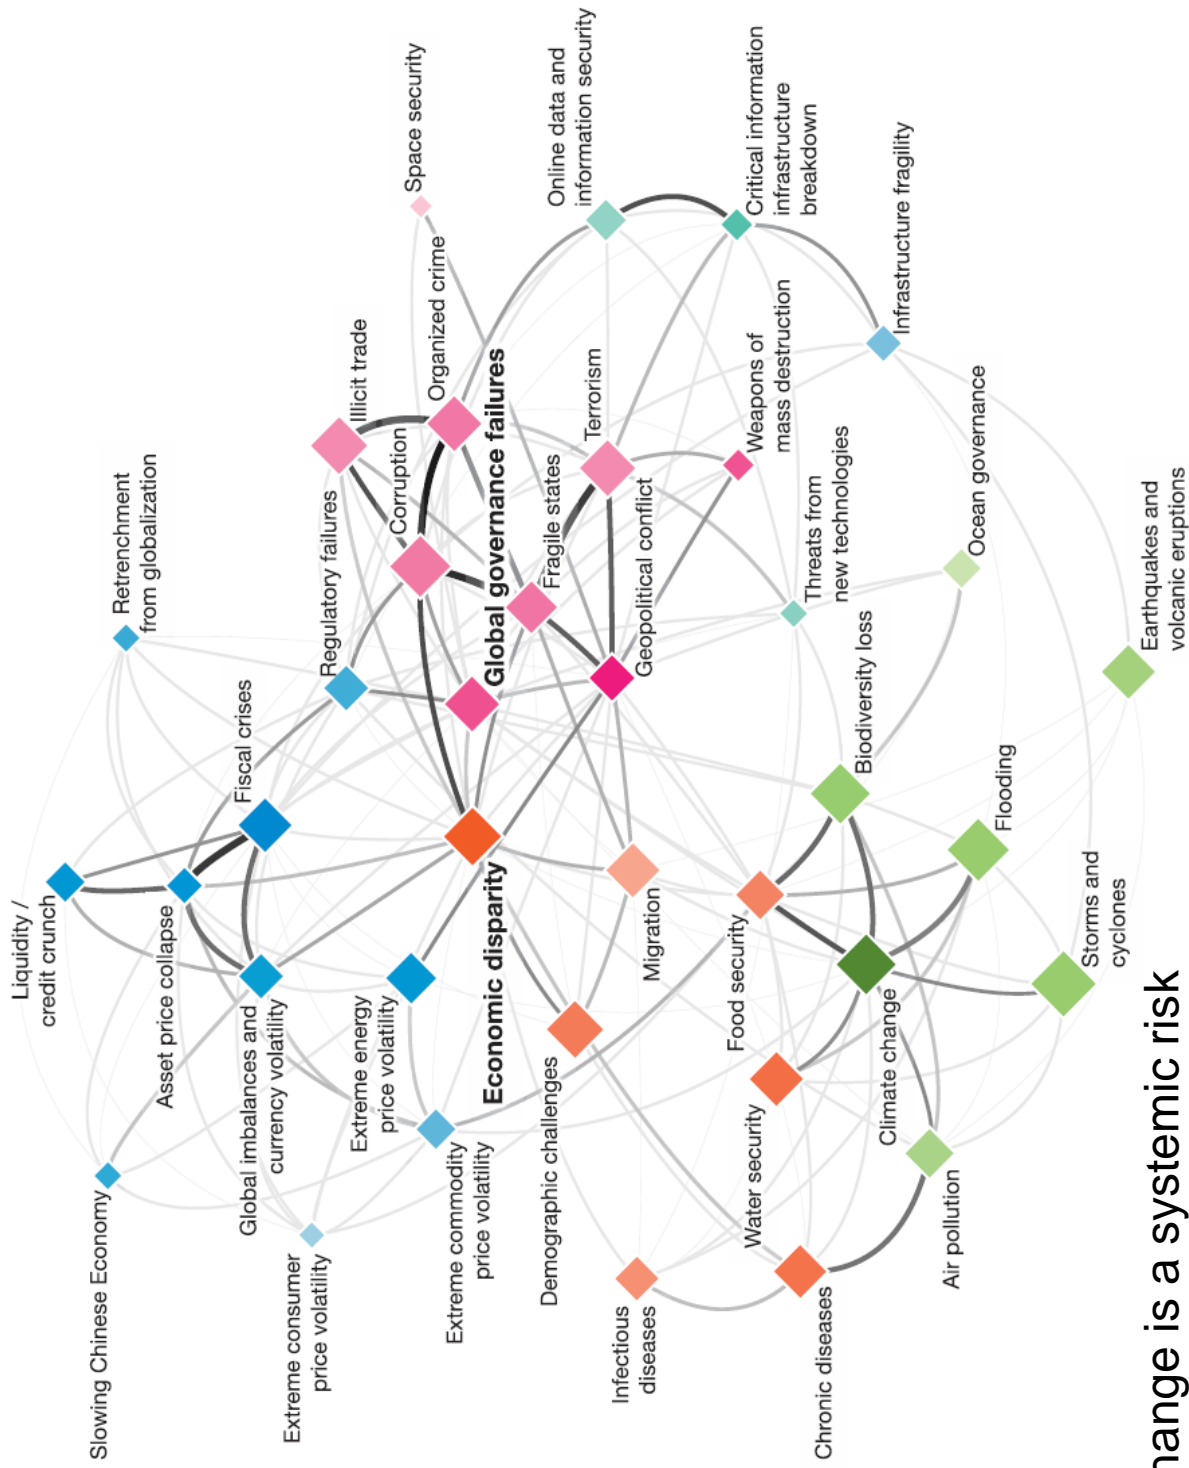 Liquidity /
credit crunch
Slowing Chinese Economy
Retrenchment
from globalization
Asset price collapse
Fiscal crises
Global imbalances and
currency volatility
Extreme consumer
price volatility
Regulatory failures
Illicit trade
Extreme energy
price volatility
Corruption
Space security
Organized crime
Extreme commodity
price volatility
Economic disparity
Global governance failures
Demographic challenges
Fragile states
Online data and
information security
Terrorism
Infectious
diseases
Migration
Geopolitical conflict
Food security
Weapons of
mass destruction
Critical information
infrastructure
breakdown
Water security
Threats from
new technologies
Chronic diseases
Climate change
Biodiversity loss
Infrastructure fragility
Air pollution
Ocean governance
Flooding
Storms and
cyclones
Earthquakes and
volcanic eruptions
hange is a systemic risk